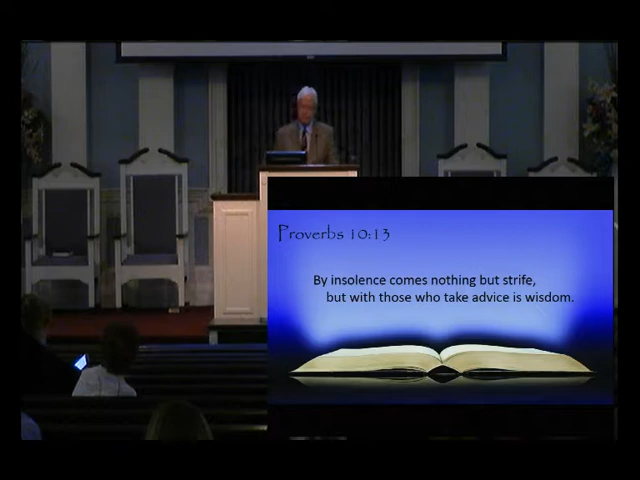 Proverbs 10:13
By insolence comes nothing but strife,
but with those who take advice is wisdom.